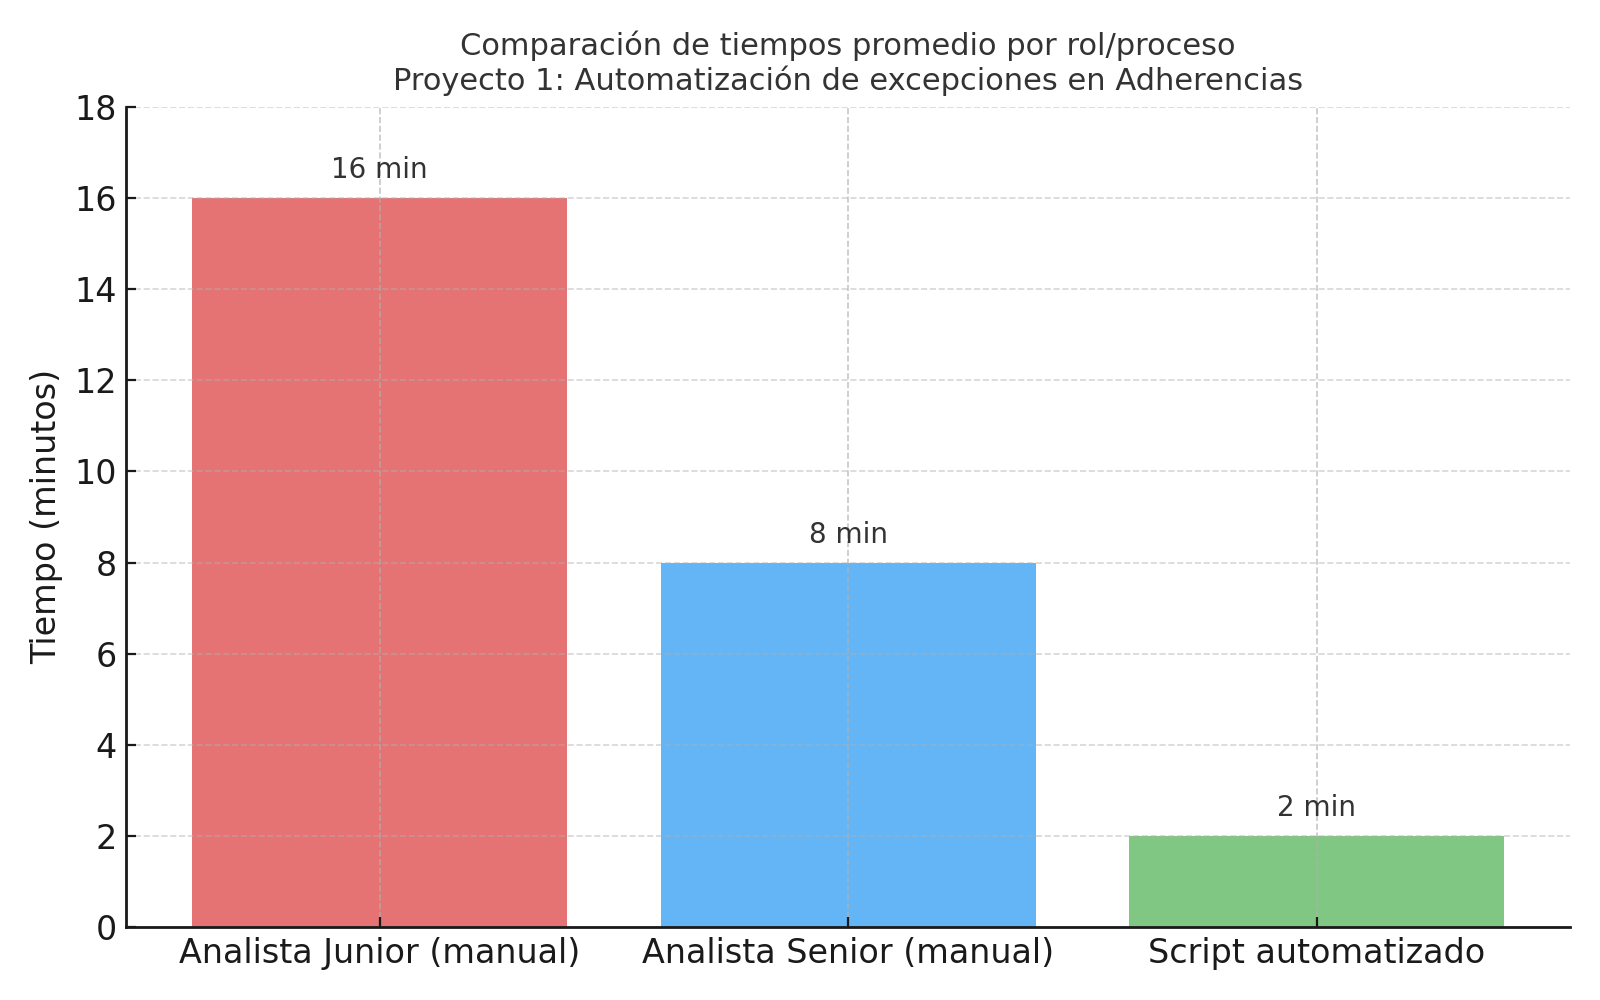 Comparación de tiempos promedio por rol/proceso
Proyecto 1: Automatización de excepciones en Adherencias
18
16
14
12
10
8
6
4
2
0
Tiempo (minutos)
16 min
8 min
2 min
Analista Junior (manual)
Analista Senior (manual)
Script automatizado